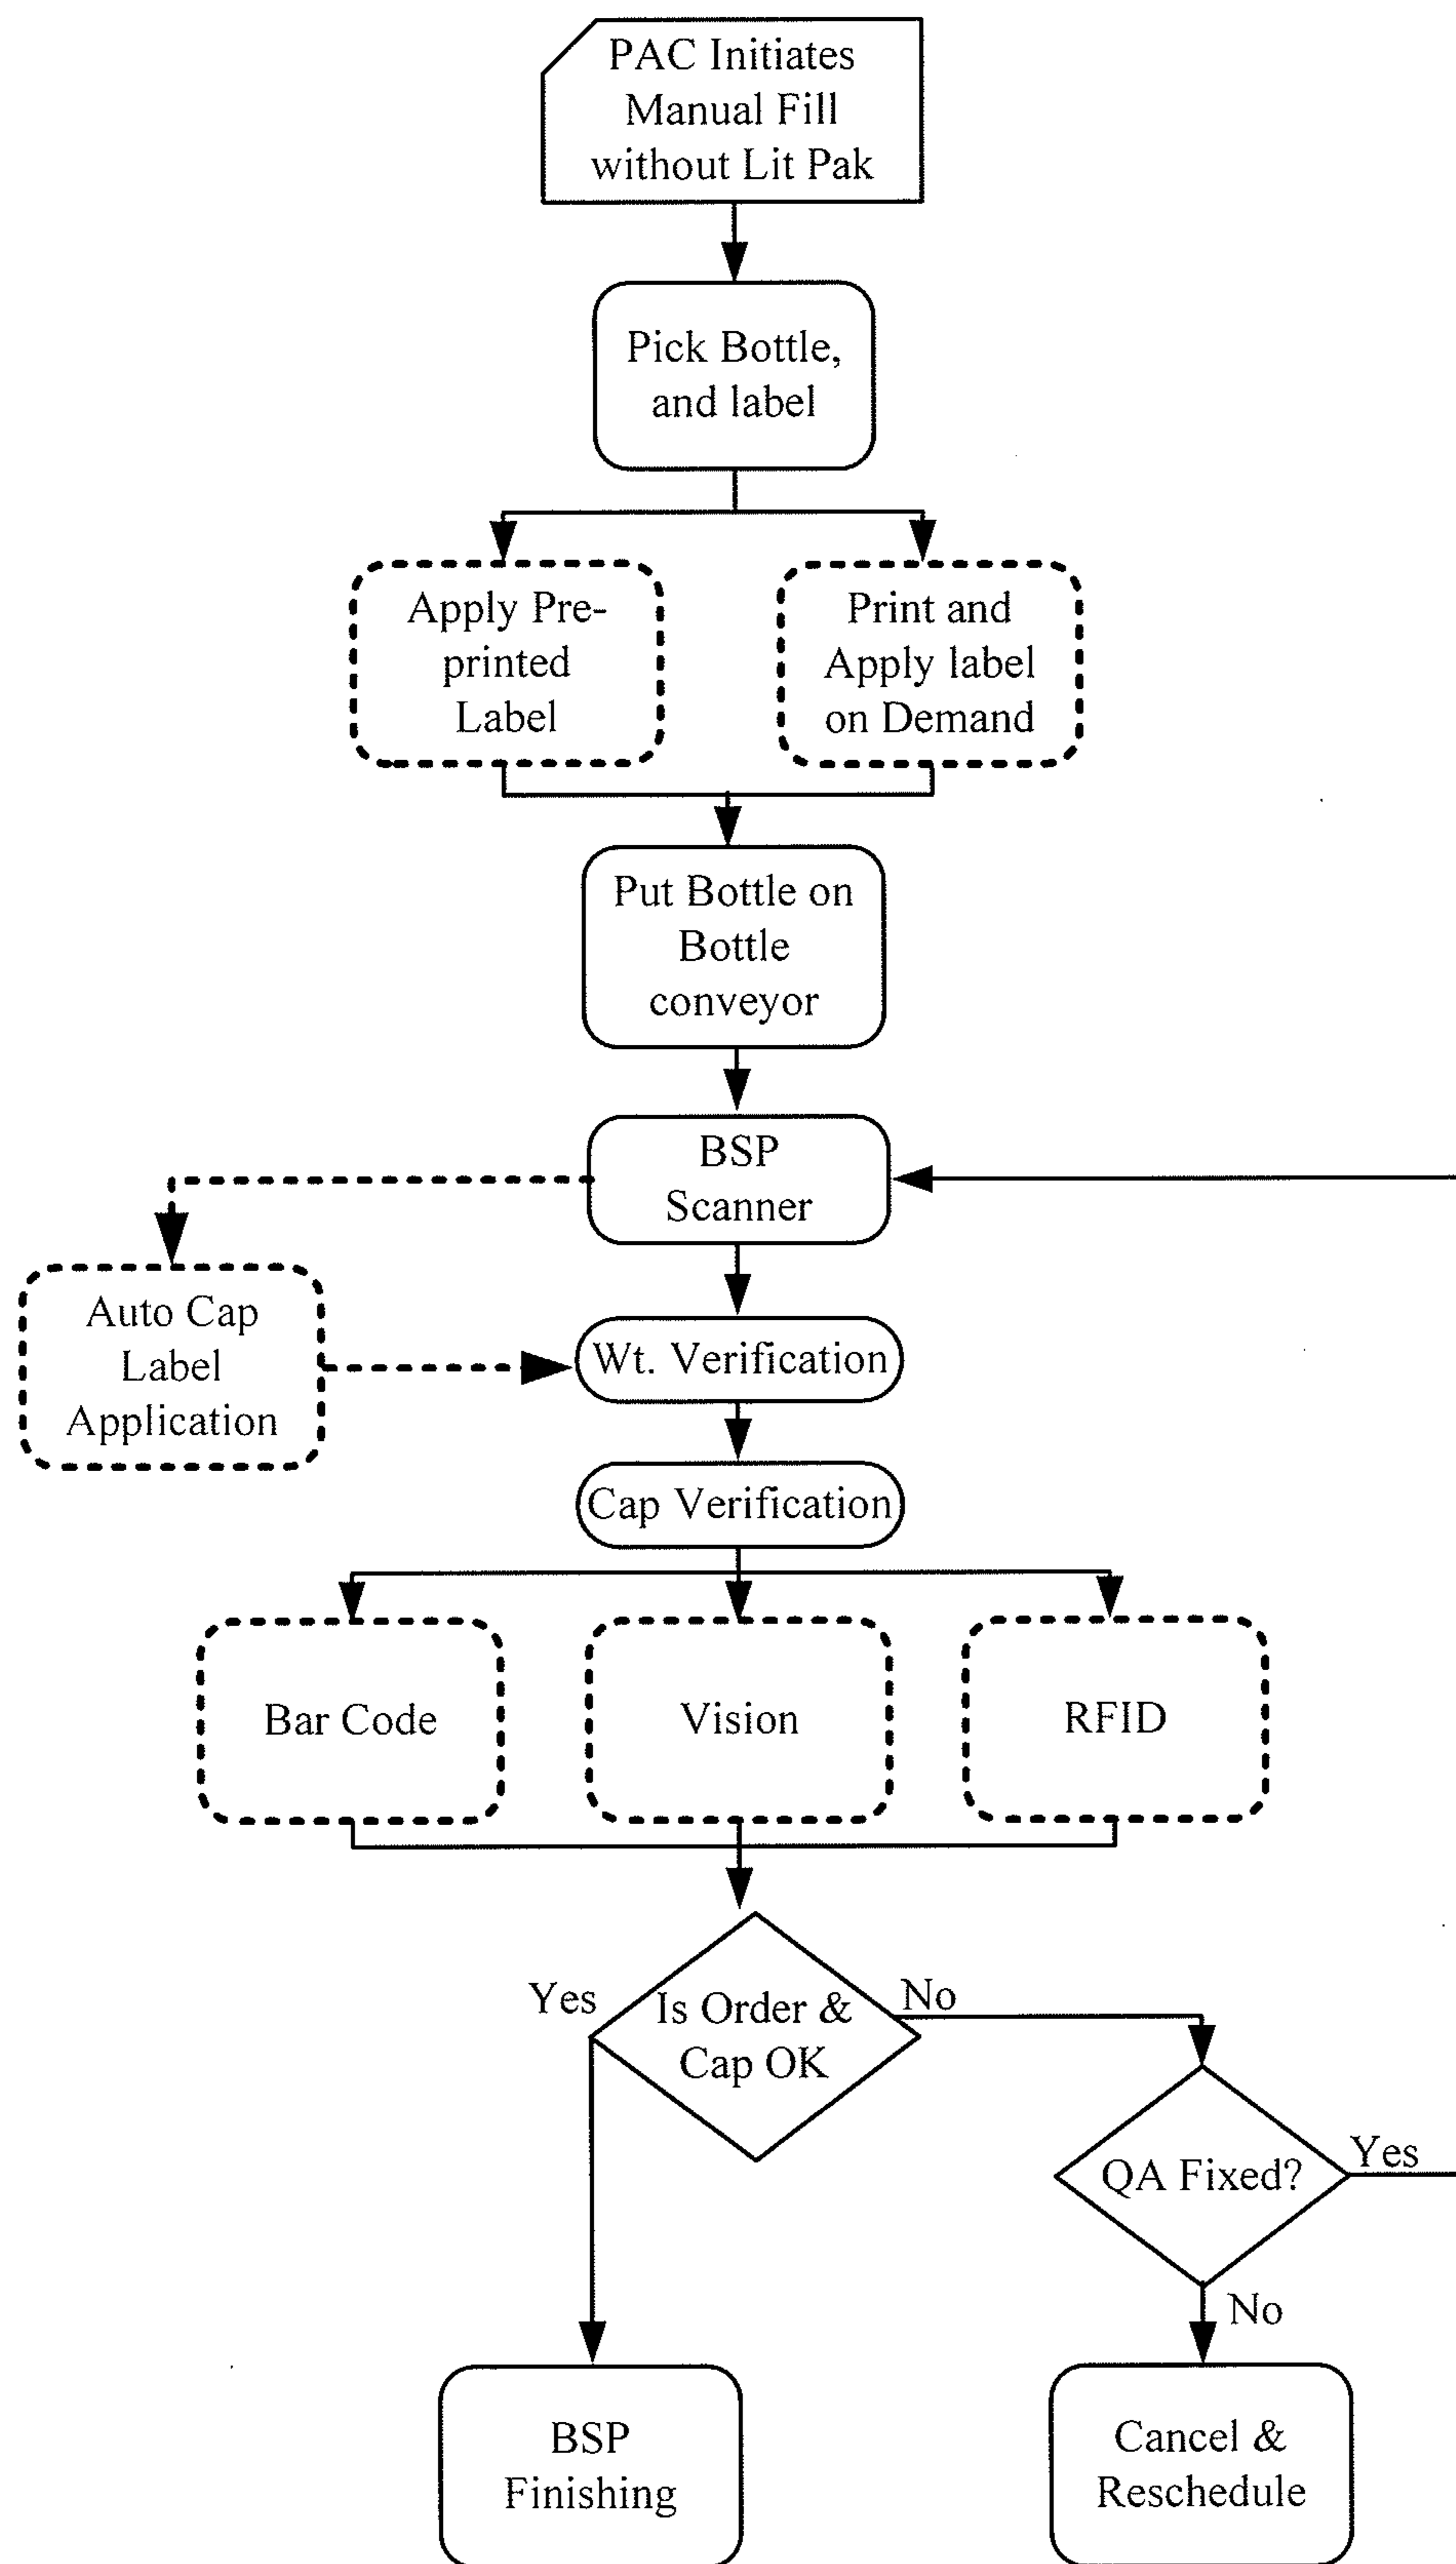 PAC Initiates
Manual Fill
without Lit Pak
Pick Bottle,
and label
Apply Pre-
printed
Label
Print and
Apply label
on Demand
Put Bottle on
Bottle
conveyor
BSP
Scanner
Auto Cap
Label
Application
Wt. Verification
Cap Verification
Bar Code
Vision
RFID
Yes
Is Order &
Cap OK
No
QA Fixed?
Yes
No
BSP
Finishing
Cancel &
Reschedule